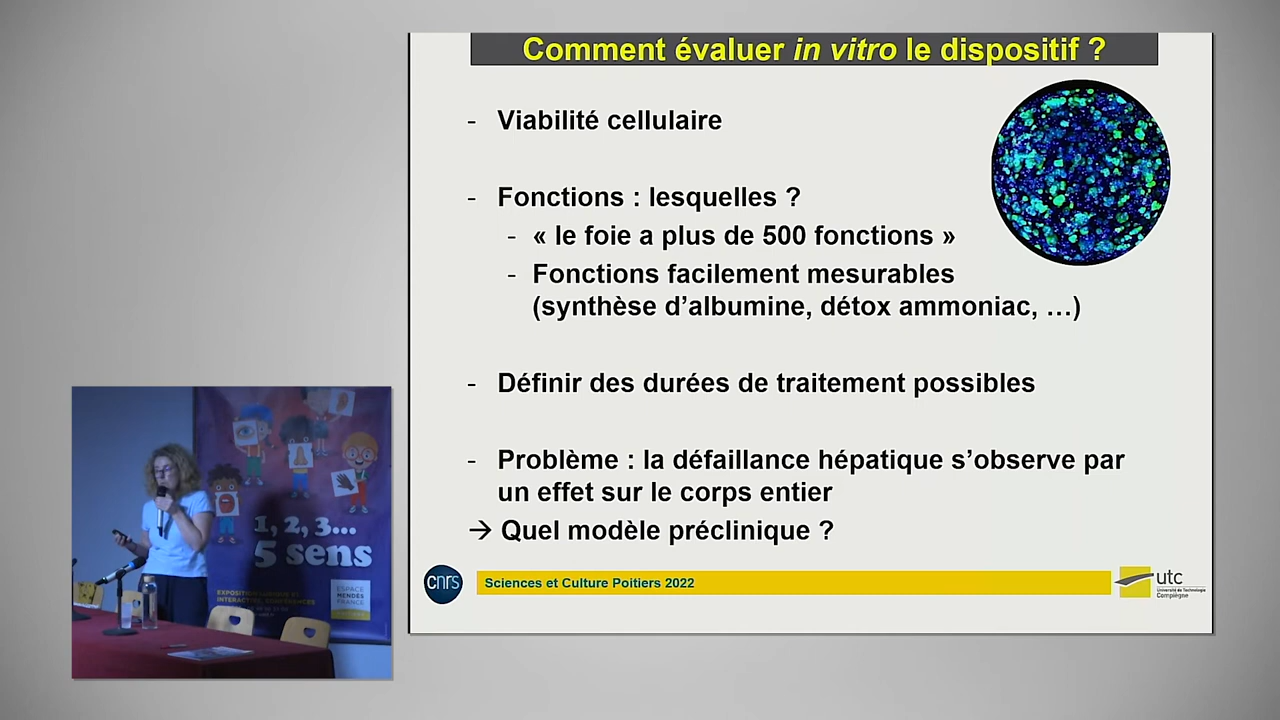 Comment évaluer in vitro le dispositif ?
- Viabilité cellulaire
- Fonctions : lesquelles ?
- « le foie a plus de 500 fonctions »
- Fonctions facilement mesurables
(synthèse d’albumine, détox ammoniac, …)
- Définir des durées de traitement possibles
- Problème : la défaillance hépatique s’observe par
un effet sur le corps entier
→ Quel modèle préclinique ?
cnrs
Sciences et Culture Poitiers 2022
utc
Université de Technologie
Compiègne
1, 2, 3...
5 sens
ESPACE
MENDÈS
FRANCE